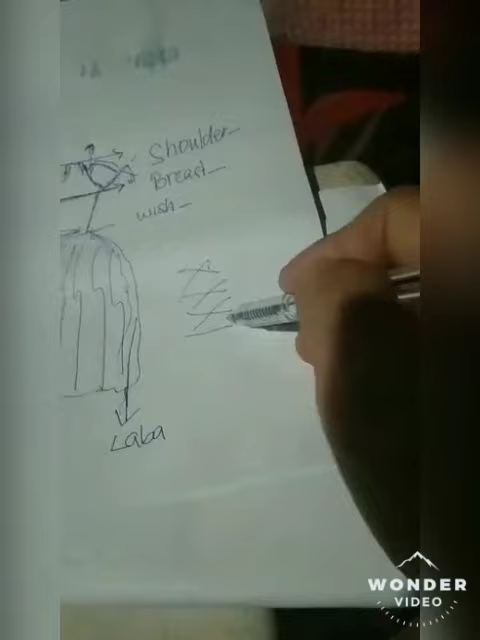 Shoulder-
Breast-
wish-
Laba
WONDER
VIDEO